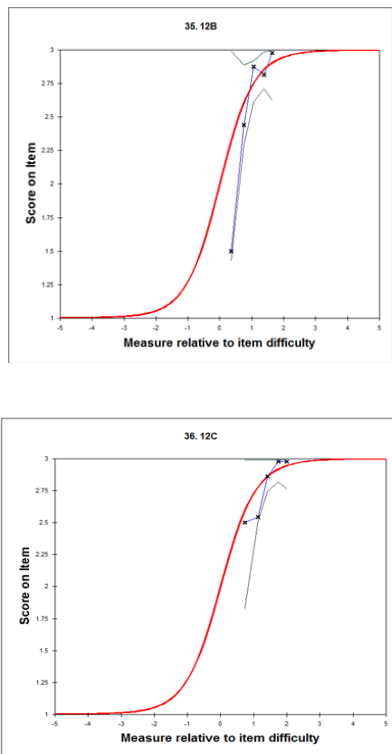 35. 12B
3
2.75
2.5
2.25
2
1.75
1.5
1.25
1
Score on Item
-5 -4 -3 -2 -1 0 1 2 3 4 5
Measure relative to item difficulty
36. 12C
3
2.75
2.5
2.25
2
1.75
1.5
1.25
1
Score on Item
-5 -4 -3 -2 -1 0 1 2 3 4 5
Measure relative to item difficulty